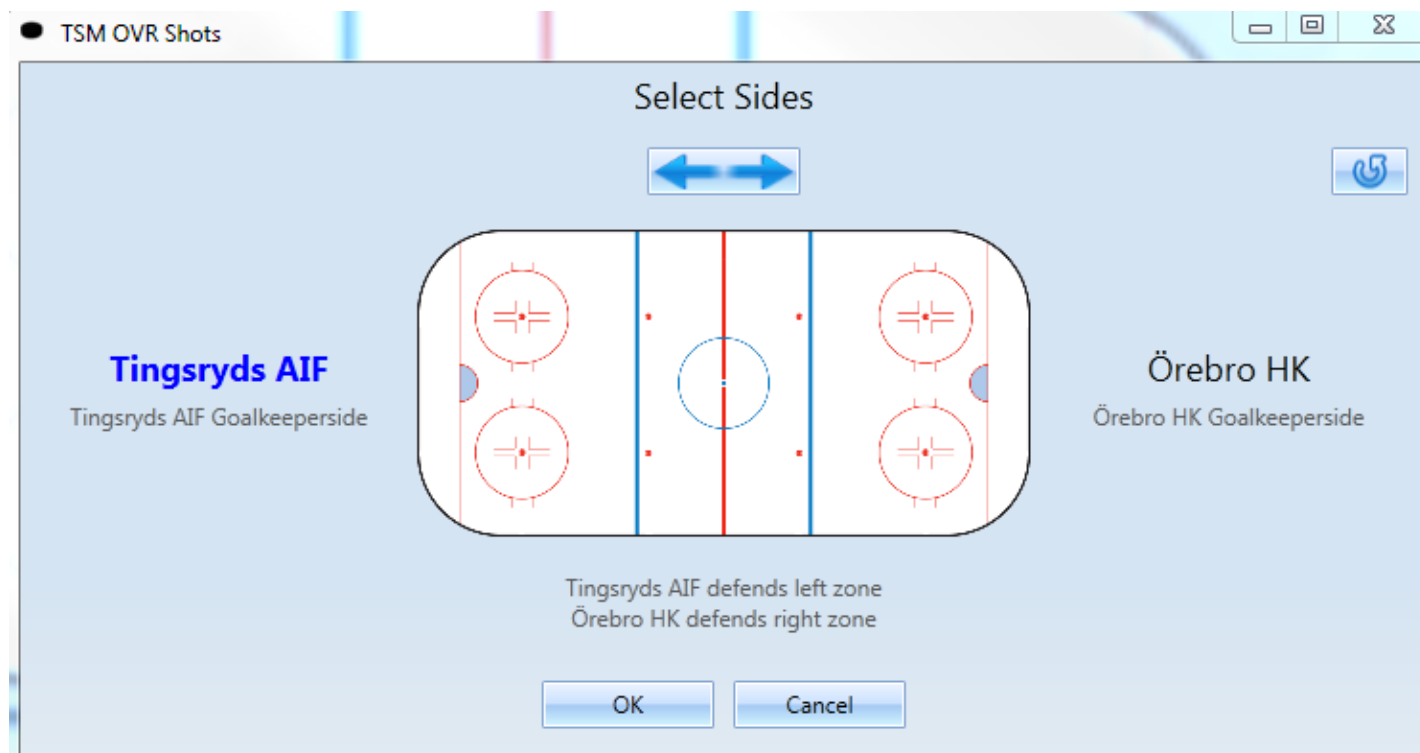 TSM OVR Shots
Select Sides
Tingsryds AIF
Tingsryds AIF Goalkeeperside
Örebro HK
Örebro HK Goalkeeperside
Tingsryds AIF defends left zone
Örebro HK defends right zone
OK
Cancel